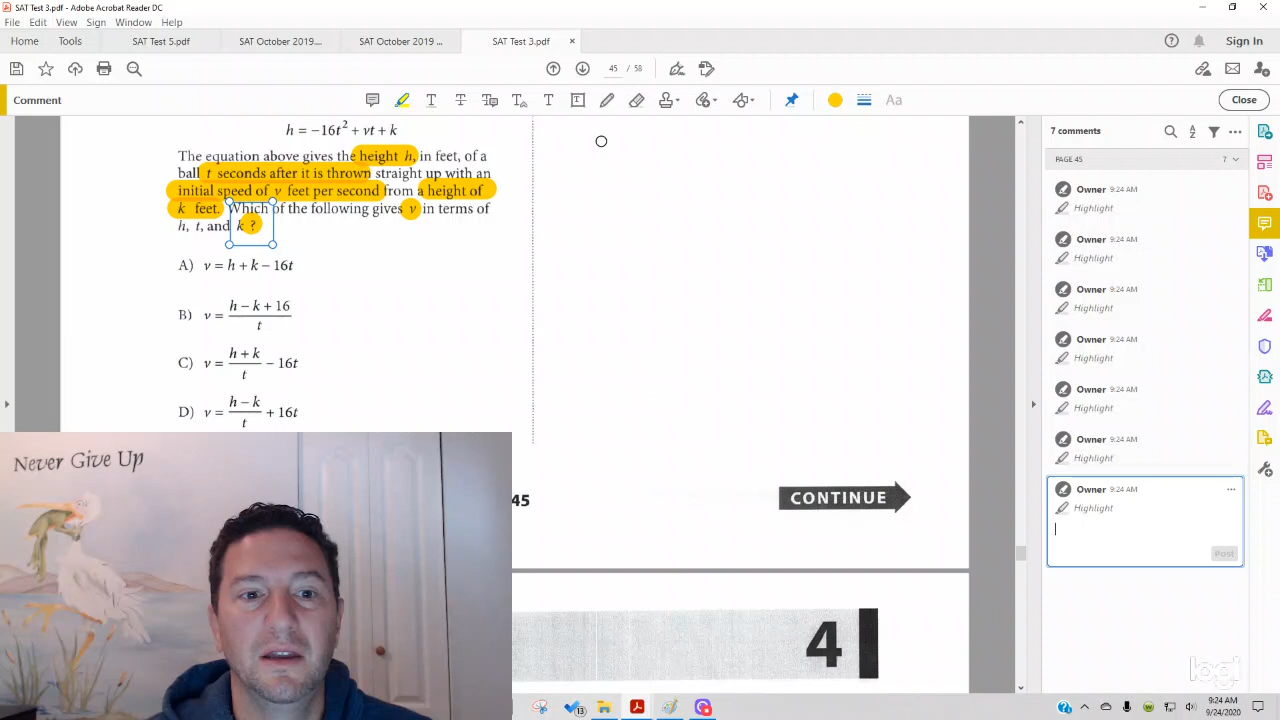 SAT Test 3.pdf - Adobe Acrobat Reader DC
File Edit View Sign Window Help
Home Tools SAT Test 5.pdf SAT October 2019.... SAT October 2019 ... SAT Test 3.pdf × Sign In
45 / 58
Comment Aa Close
h = −16t² + vt + k
The equation above gives the height h, in feet, of a
ball t seconds after it is thrown straight up with an
initial speed of v feet per second from a height of
k feet. Which of the following gives v in terms of
h, t, and k ?
A) v = h + k − 16t
B) v = (h − k + 16)/t
C) v = (h + k)/t − 16t
D) v = (h − k)/t + 16t
45
CONTINUE
4
7 comments
PAGE 45 7
Owner 9:24 AM
Highlight
Owner 9:24 AM
Highlight
Owner 9:24 AM
Highlight
Owner 9:24 AM
Highlight
Owner 9:24 AM
Highlight
Owner 9:24 AM
Highlight
Owner 9:24 AM ...
Highlight
Post
Never Give Up
logi
13
9:24 AM
9/24/2020